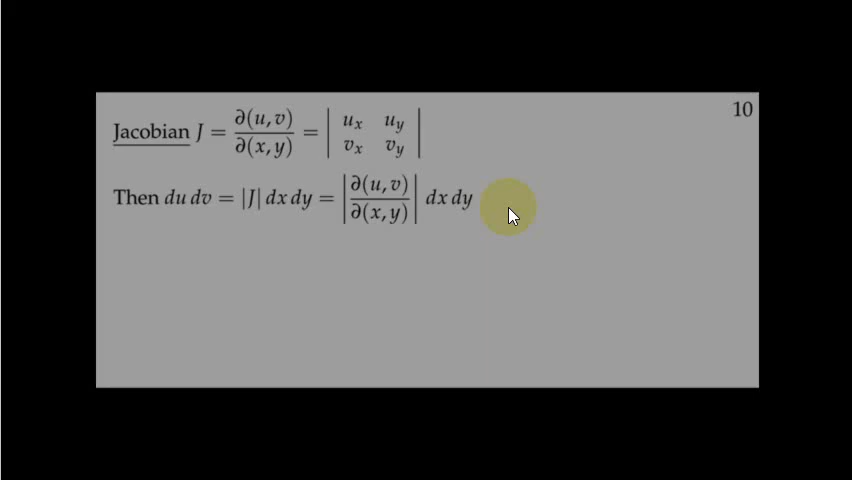 10
Jacobian J = ∂(u, v)/∂(x, y) = | u_x u_y ; v_x v_y |
Then du dv = |J| dx dy = |∂(u, v)/∂(x, y)| dx dy